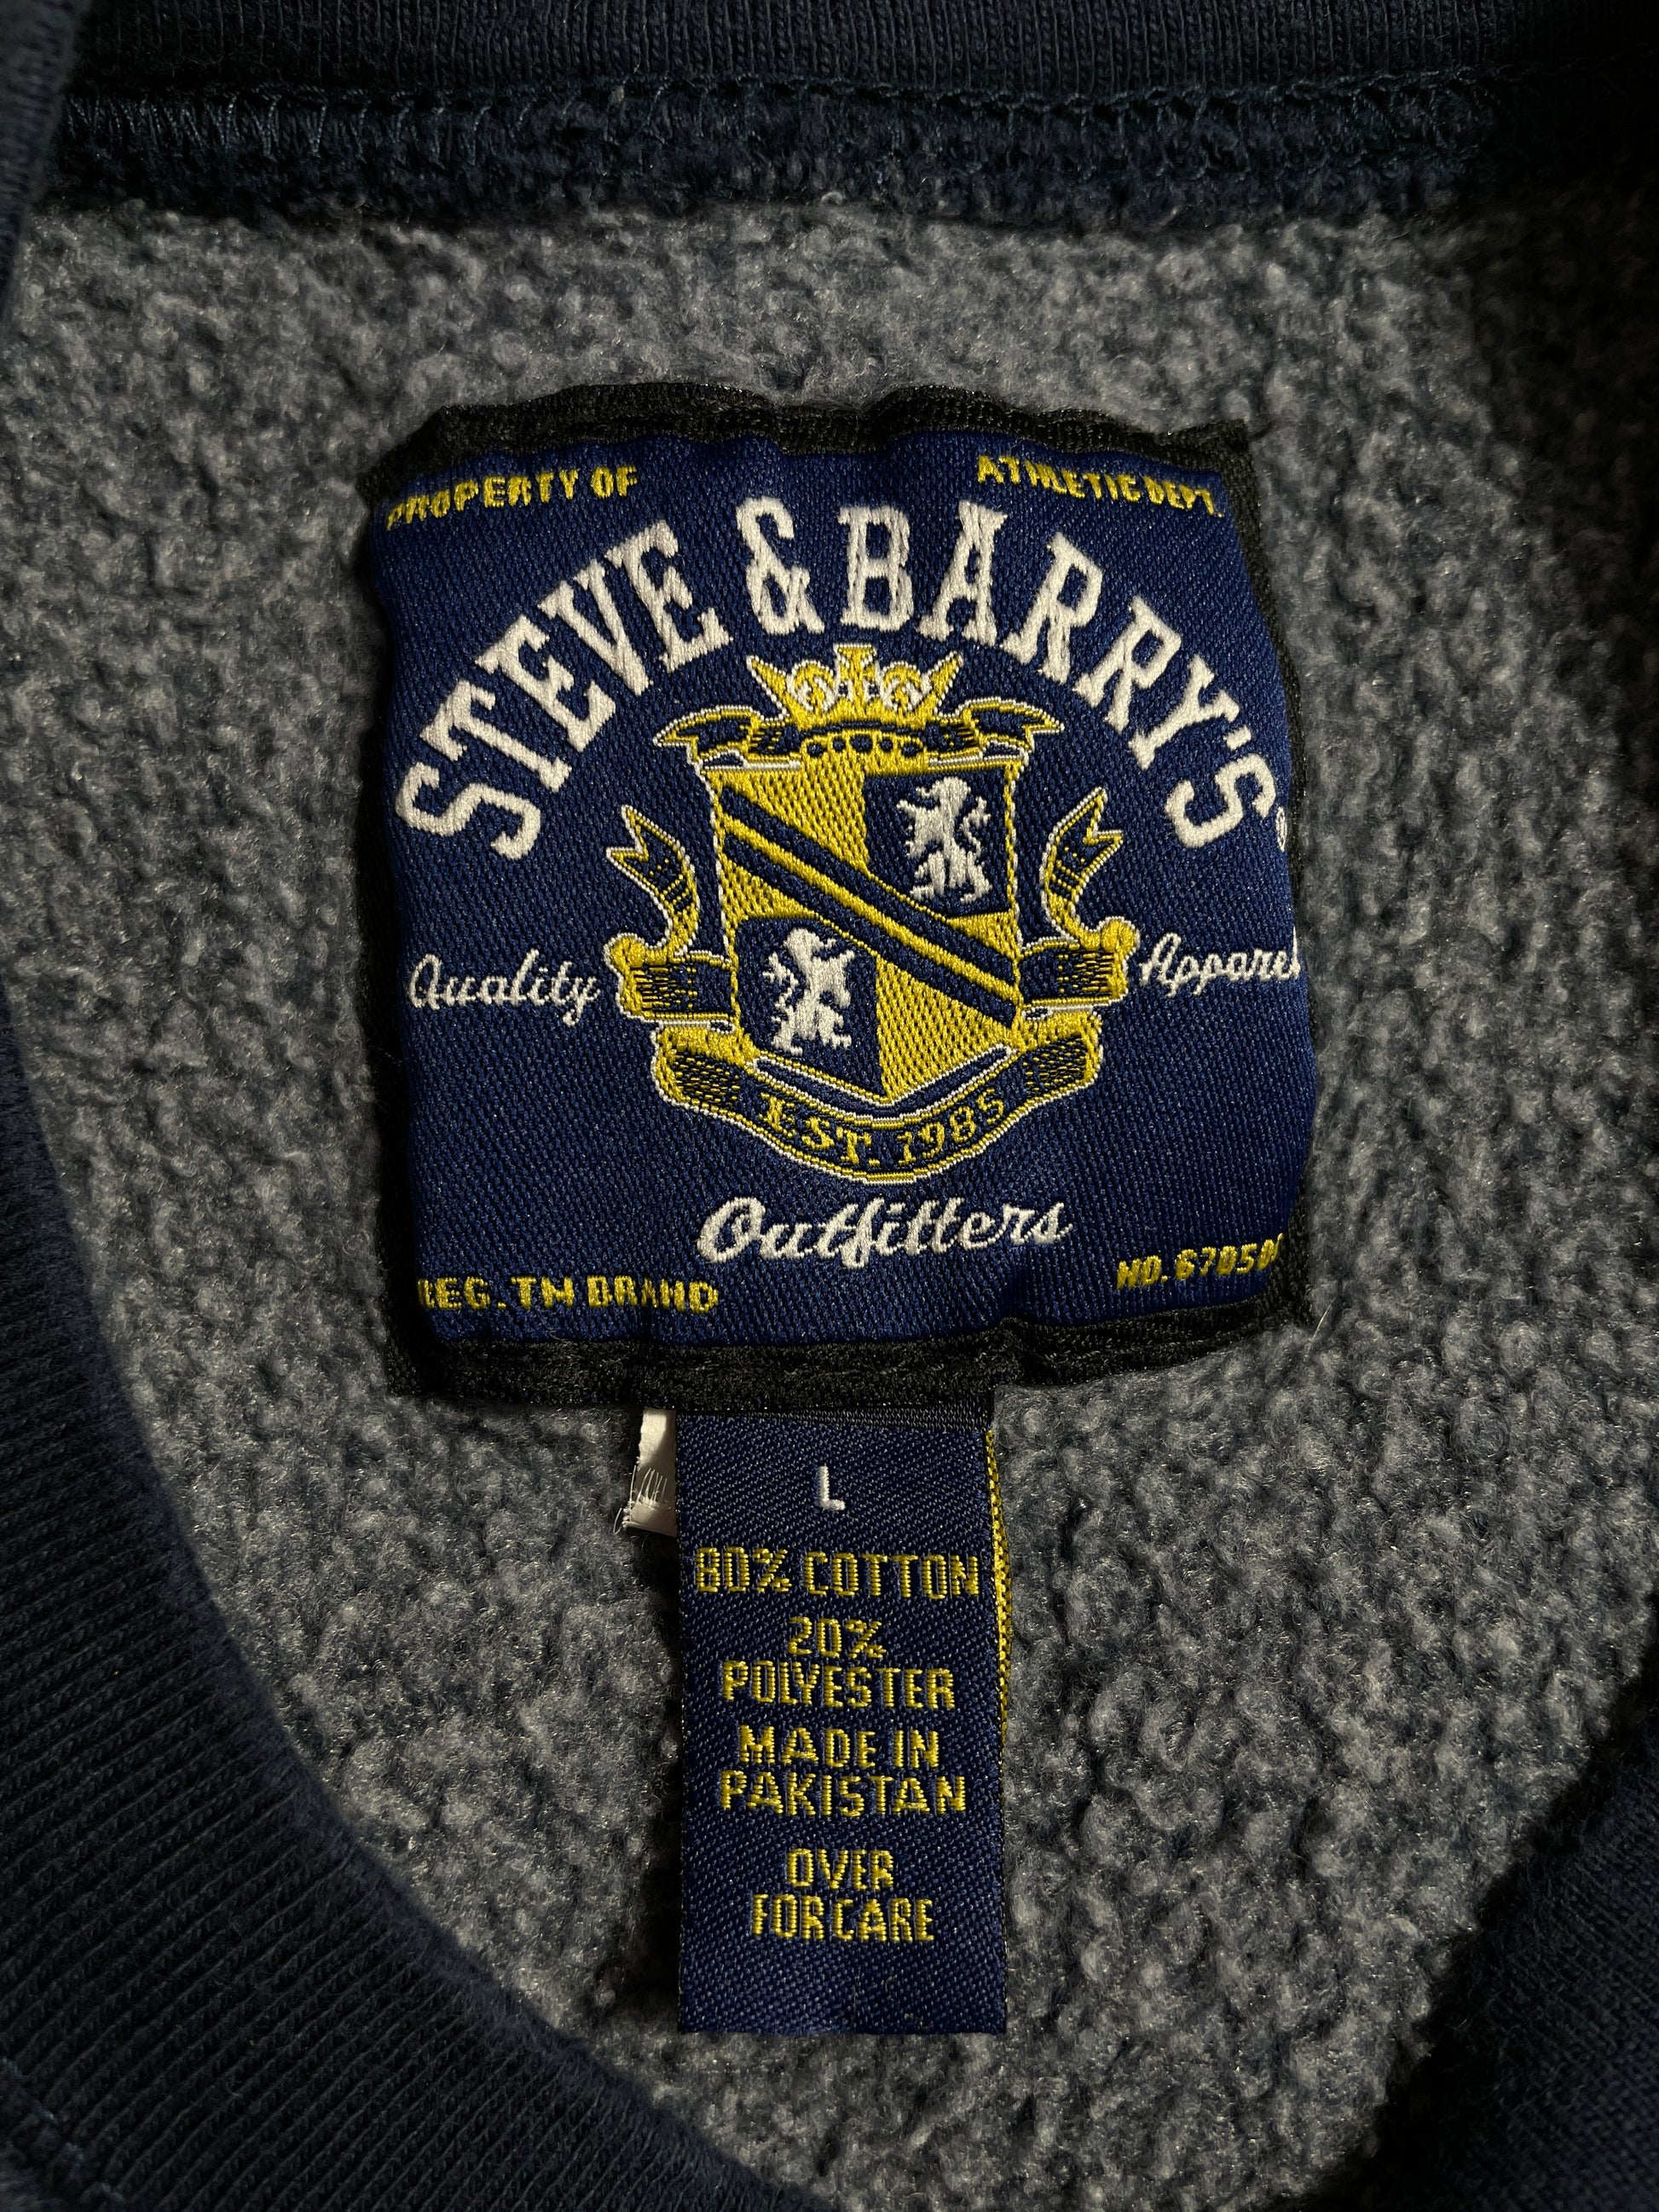 PROPERTY OF
ATHLETIC DEPT.
STEVE & BARRY'S®
Quality
Apparel
EST. 1985
Outfitters
REG. TM BRAND
NO.
L
80% COTTON
20%
POLYESTER
MADE IN
PAKISTAN
OVER
FOR CARE